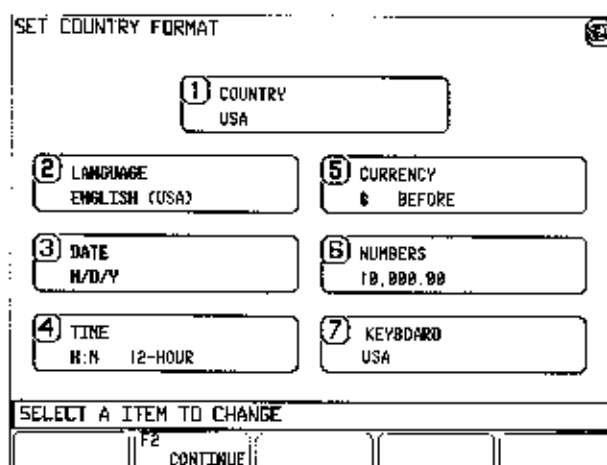 SET COUNTRY FORMAT
1 COUNTRY
USA
2 LANGUAGE
ENGLISH (USA)
3 DATE
M/D/Y
4 TIME
H:M 12-HOUR
5 CURRENCY
$ BEFORE
6 NUMBERS
10,000.00
7 KEYBOARD
USA
SELECT A ITEM TO CHANGE
F2
CONTINUE